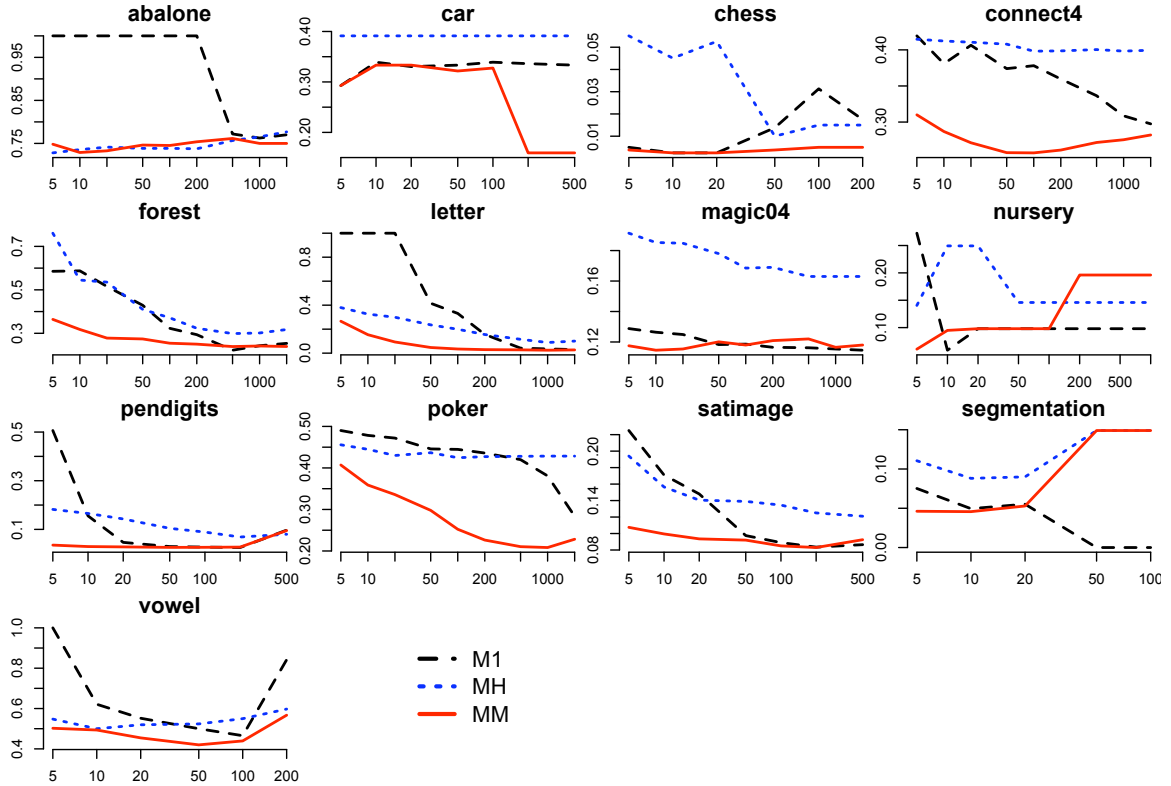 abalone
0.75 0.85 0.95
5 10 50 200 1000
car
0.20 0.30 0.40
5 10 20 50 100 500
chess
0.01 0.03 0.05
5 10 20 50 100 200
connect4
0.30 0.40
5 10 50 200 1000
forest
0.3 0.5 0.7
5 10 50 200 1000
letter
0.0 0.4 0.8
5 10 50 200 1000
magic04
0.12 0.16
5 10 50 200 1000
nursery
0.10 0.20
5 10 20 50 200 500
pendigits
0.1 0.3 0.5
5 10 20 50 100 500
poker
0.20 0.30 0.40 0.50
5 10 50 200 1000
satimage
0.08 0.14 0.20
5 10 20 50 100 500
segmentation
0.00 0.10
5 10 20 50 100
vowel
0.4 0.6 0.8 1.0
5 10 20 50 100 200
M1
MH
MM